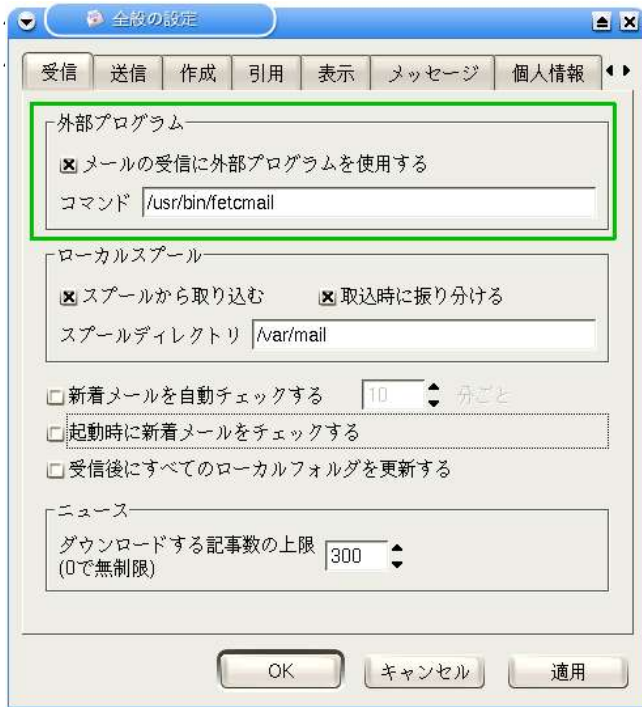 全般の設定
受信 送信 作成 引用 表示 メッセージ 個人情報
外部プログラム
メールの受信に外部プログラムを使用する
コマンド /usr/bin/fetcmail
ローカルスプール
スプールから取り込む 取込時に振り分ける
スプールディレクトリ /var/mail
新着メールを自動チェックする 10 分ごと
起動時に新着メールをチェックする
受信後にすべてのローカルフォルダを更新する
ニュース
ダウンロードする記事数の上限
(0で無制限) 300
OK キャンセル 適用